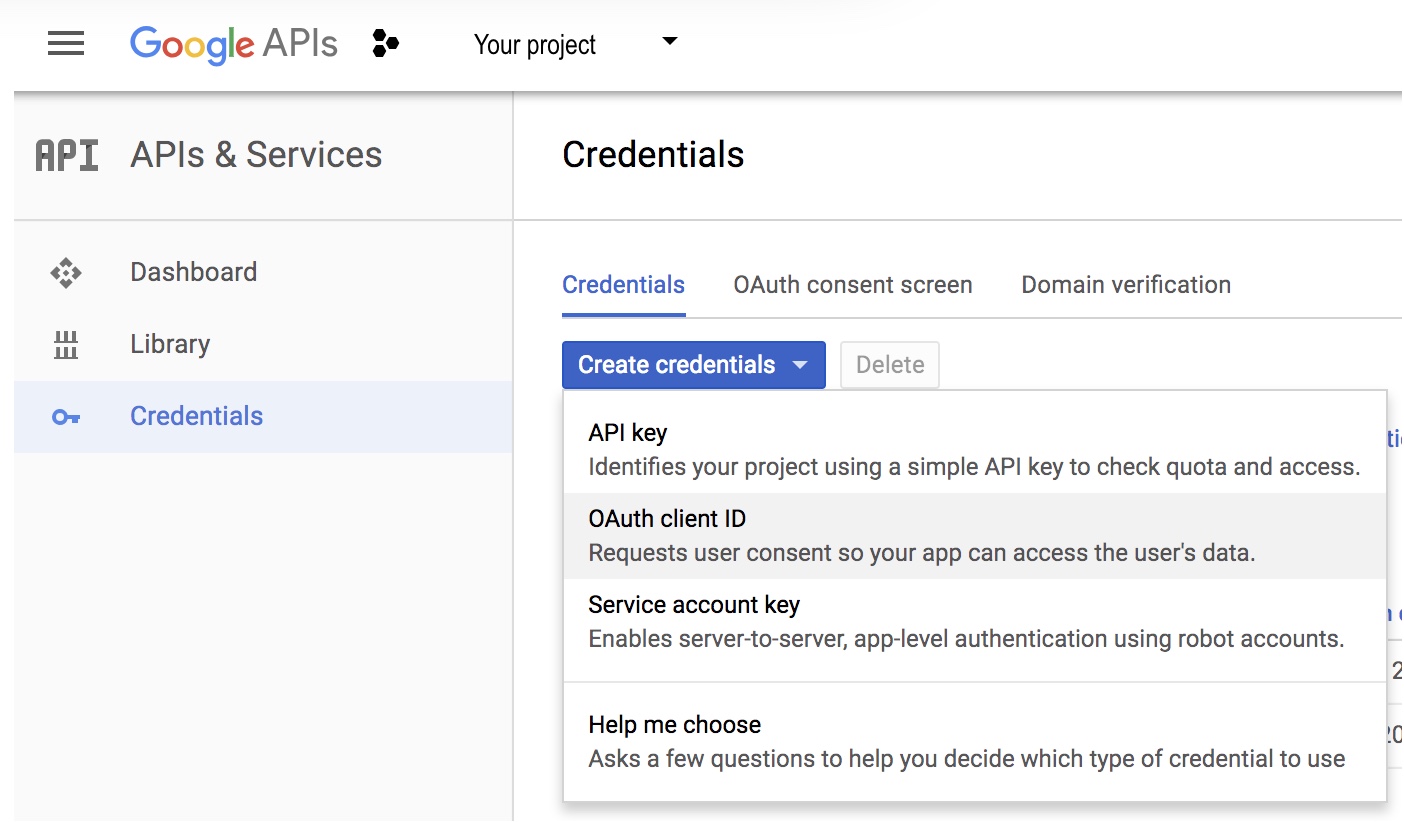 Google APIs Your project
API APIs & Services
Credentials
Dashboard
Library
Credentials
Credentials OAuth consent screen Domain verification
Create credentials Delete
API key
Identifies your project using a simple API key to check quota and access.
OAuth client ID
Requests user consent so your app can access the user's data.
Service account key
Enables server-to-server, app-level authentication using robot accounts.
Help me choose
Asks a few questions to help you decide which type of credential to use